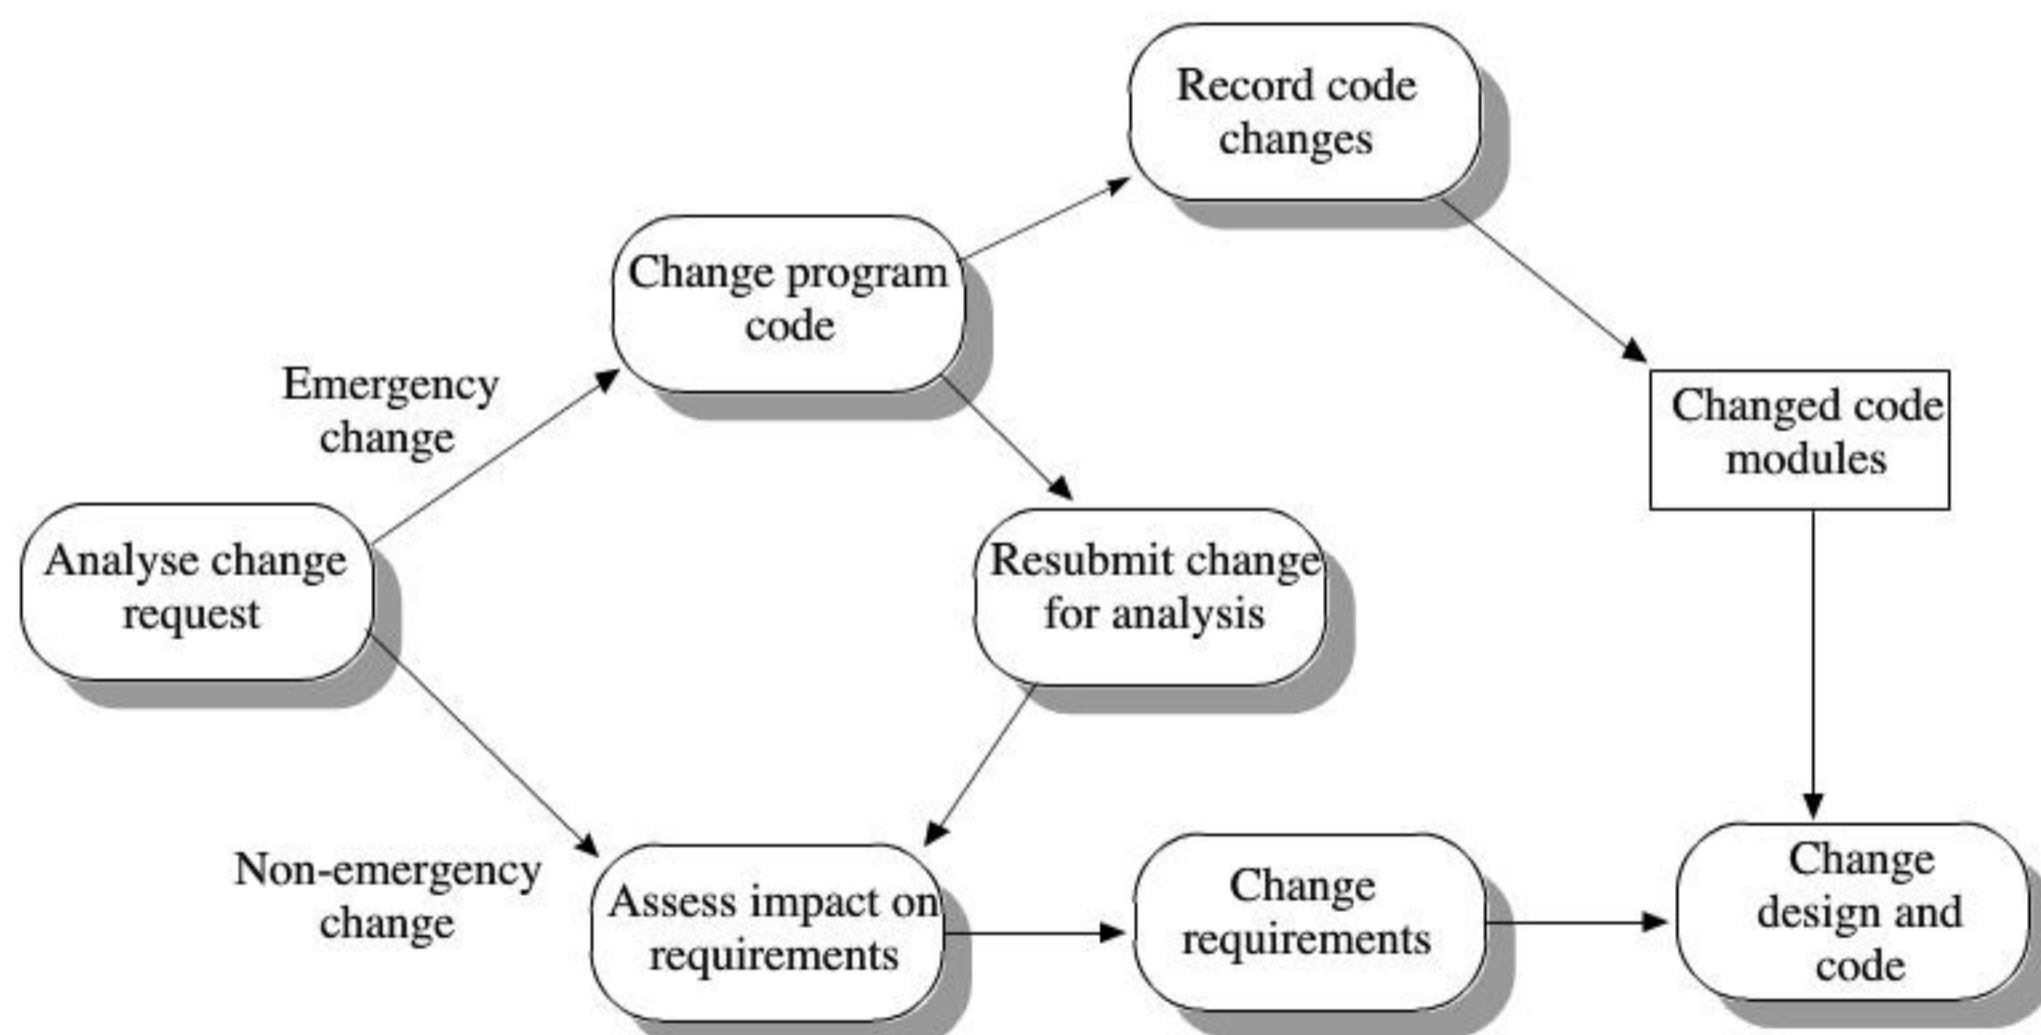 Record code
changes
Change program
code
Emergency
change
Changed code
modules
Analyse change
request
Resubmit change
for analysis
Non-emergency
change
Assess impact on
requirements
Change
requirements
Change
design and
code